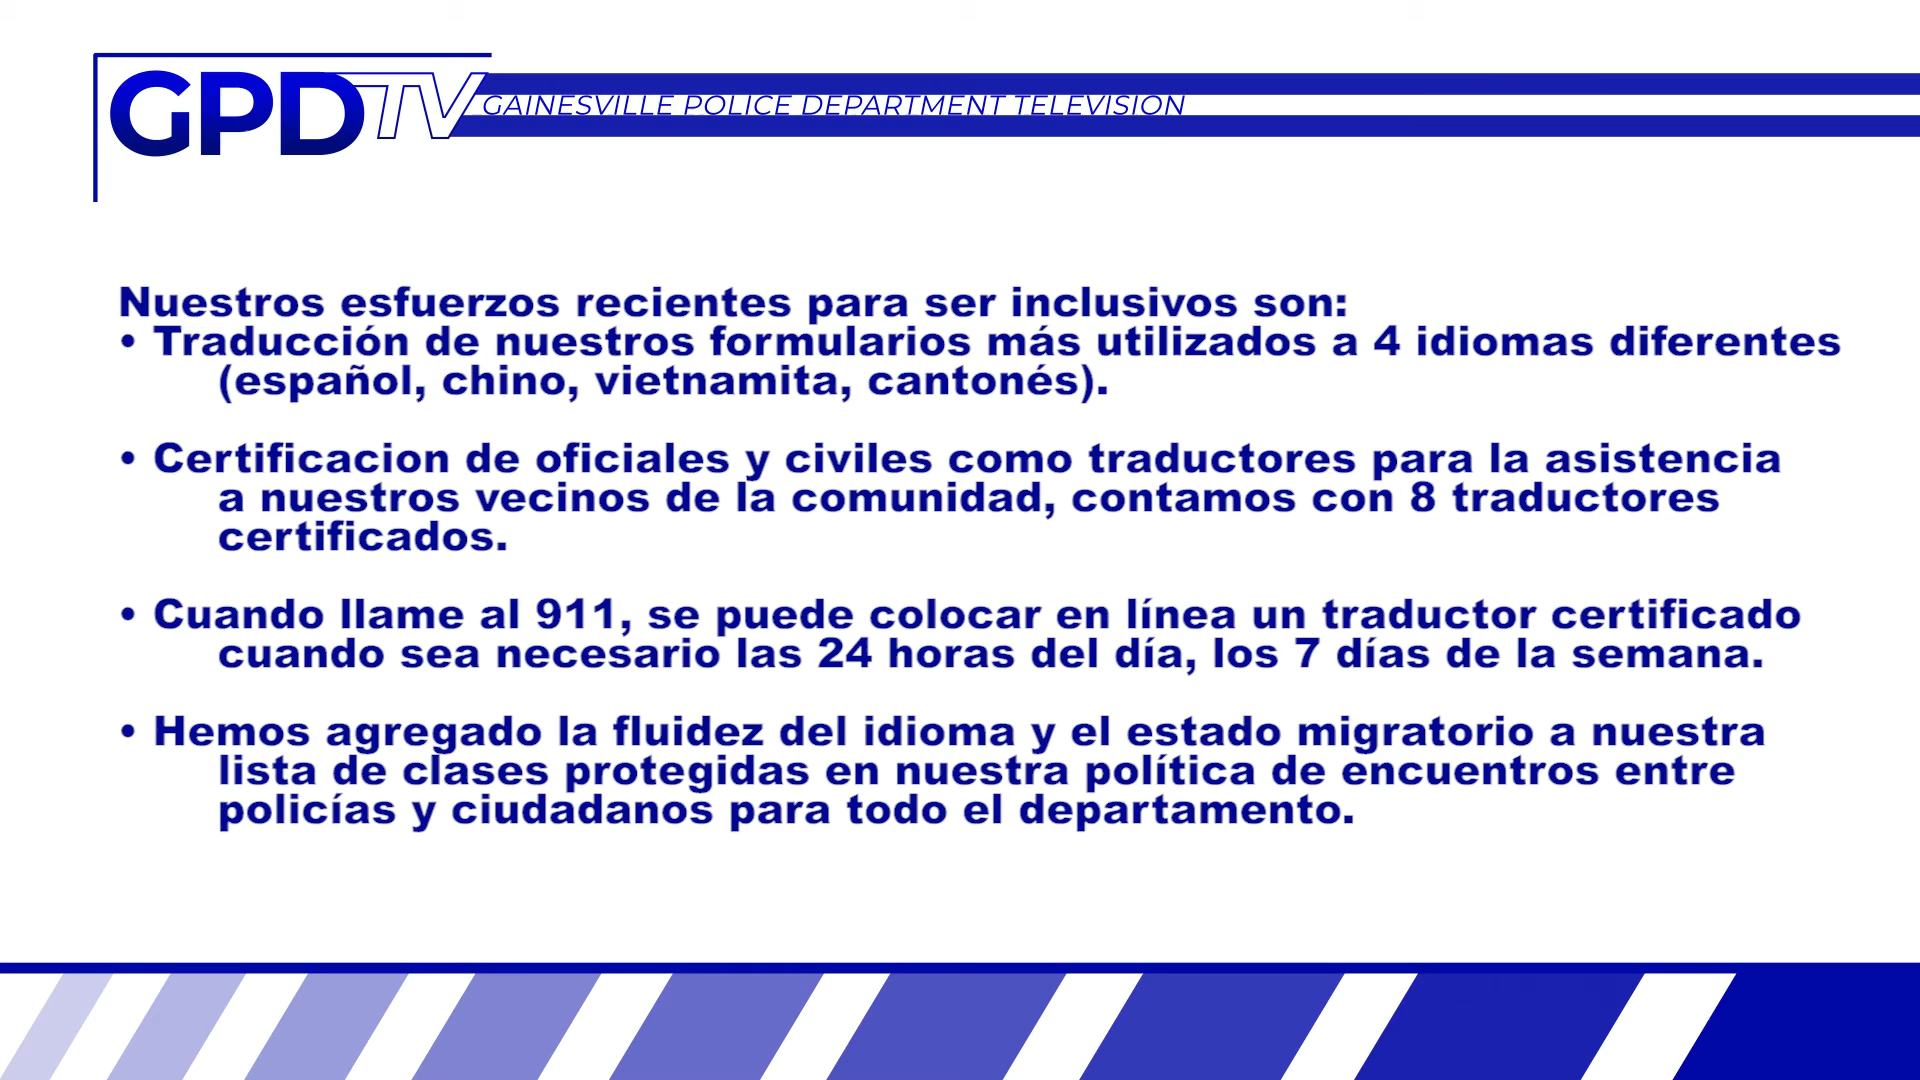 GPDTV GAINESVILLE POLICE DEPARTMENT TELEVISION
Nuestros esfuerzos recientes para ser inclusivos son:
• Traducción de nuestros formularios más utilizados a 4 idiomas diferentes
(español, chino, vietnamita, cantonés).
• Certificacion de oficiales y civiles como traductores para la asistencia
a nuestros vecinos de la comunidad, contamos con 8 traductores
certificados.
• Cuando llame al 911, se puede colocar en línea un traductor certificado
cuando sea necesario las 24 horas del día, los 7 días de la semana.
• Hemos agregado la fluidez del idioma y el estado migratorio a nuestra
lista de clases protegidas en nuestra política de encuentros entre
policías y ciudadanos para todo el departamento.